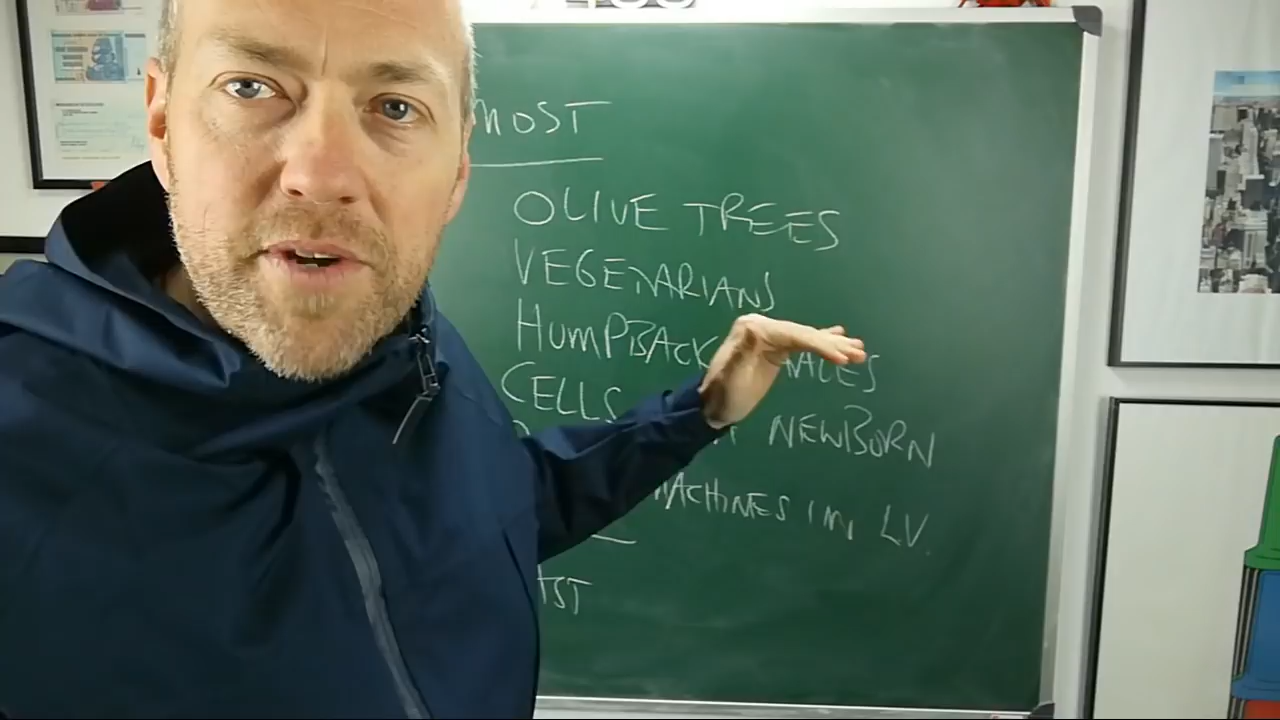 MOST
OLIVE TREES
VEGETARIANS
HUMPBACK
CELLS
NEWBORN
MACHINES IN LV.